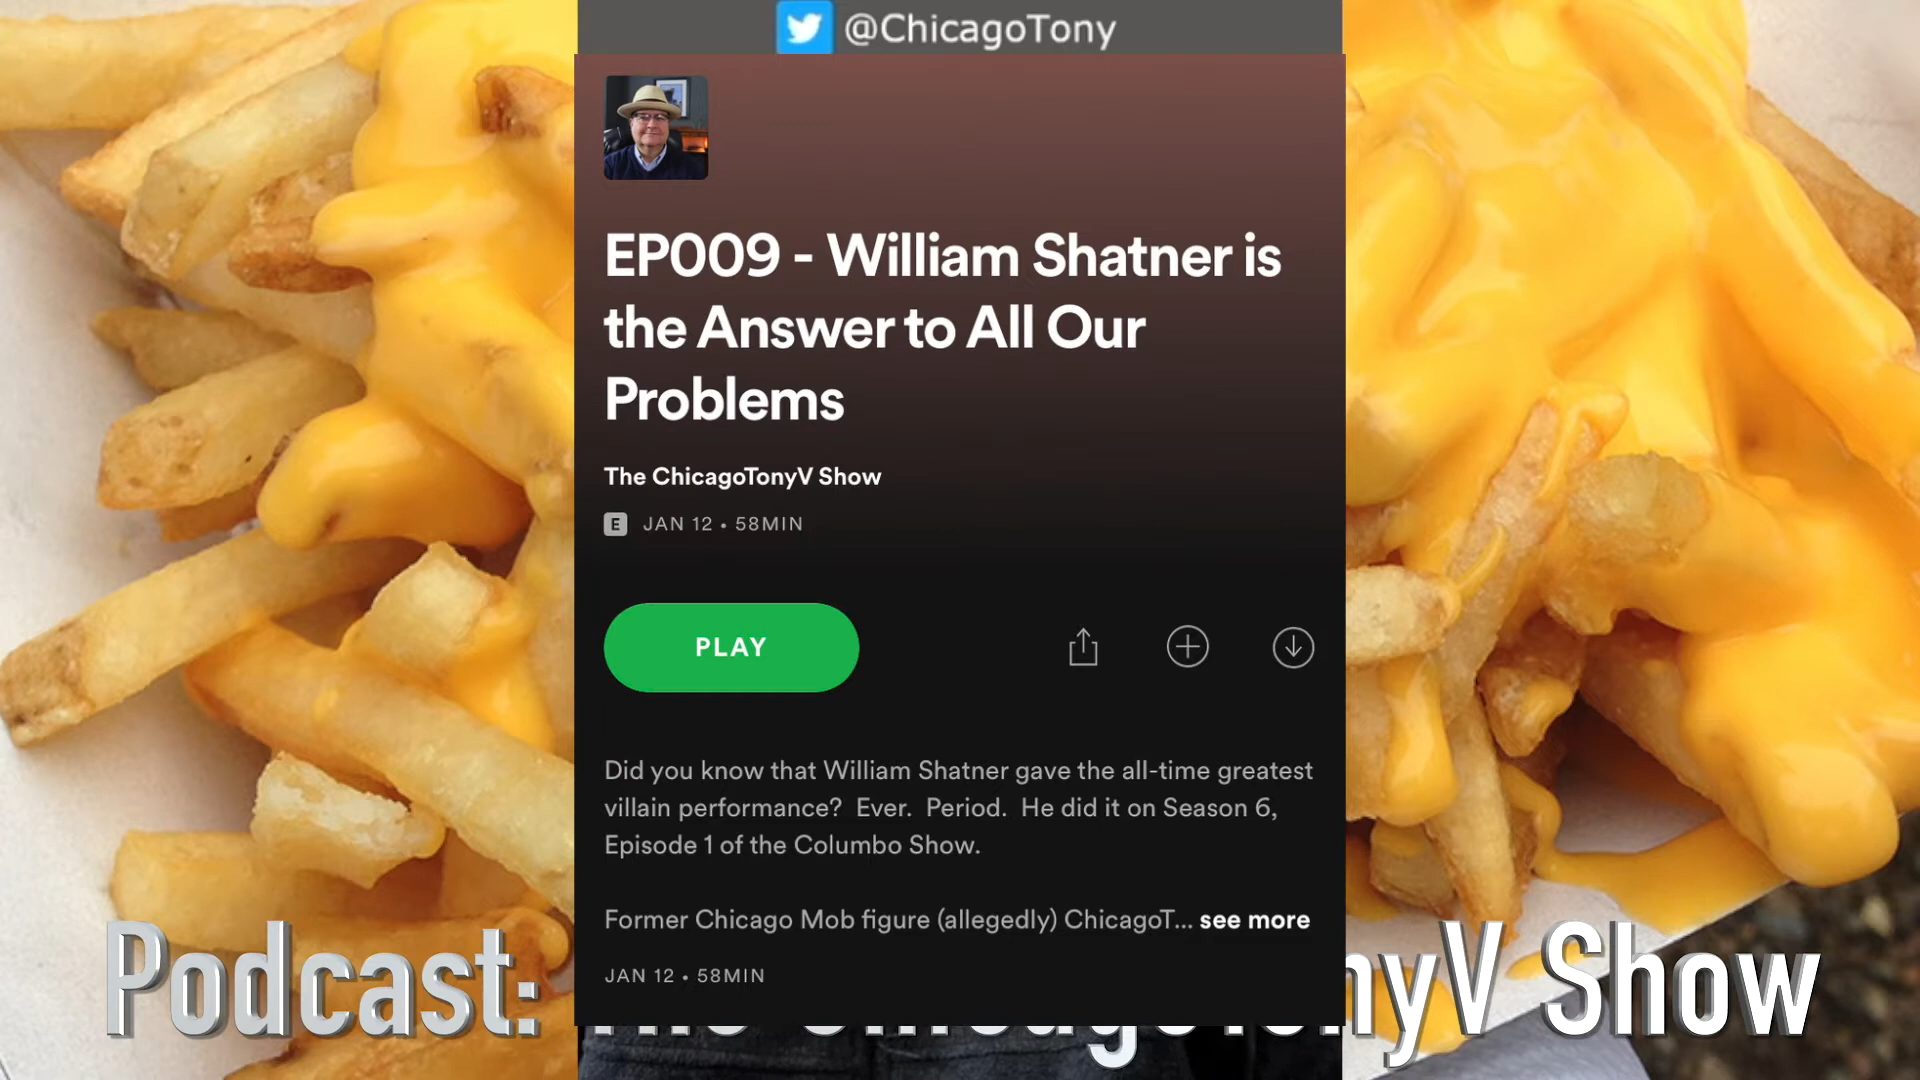 @ChicagoTony
EP009 - William Shatner is
the Answer to All Our
Problems
The ChicagoTonyV Show
E JAN 12 • 58MIN
PLAY
Did you know that William Shatner gave the all-time greatest
villain performance?  Ever.  Period.  He did it on Season 6,
Episode 1 of the Columbo Show.
Former Chicago Mob figure (allegedly) ChicagoT... see more
JAN 12 • 58MIN
Podcast: The ChicagoTonyV Show